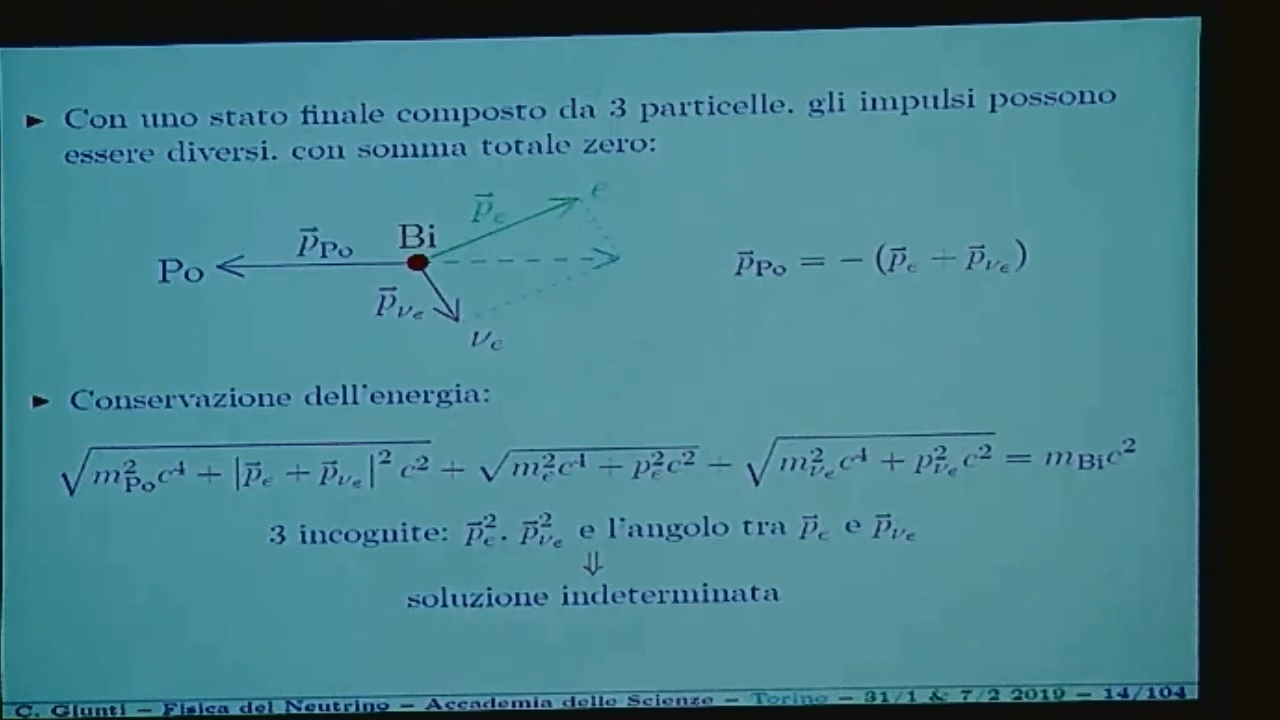 ► Con uno stato finale composto da 3 particelle, gli impulsi possono
essere diversi, con somma totale zero:
e
p⃗e
Bi
p⃗Po
Po
p⃗νe
νe
p⃗Po = − (p⃗e + p⃗νe)
► Conservazione dell'energia:
√(m²Po c⁴ + |p⃗e + p⃗νe|² c²) + √(m²e c⁴ + p²e c²) + √(m²νe c⁴ + p²νe c²) = mBi c²
3 incognite: p⃗²e, p⃗²νe e l'angolo tra p⃗e e p⃗νe
⇓
soluzione indeterminata
C. Giunti − Fisica del Neutrino − Accademia delle Scienze − Torino − 31/1 & 7/2 2019 − 14/104